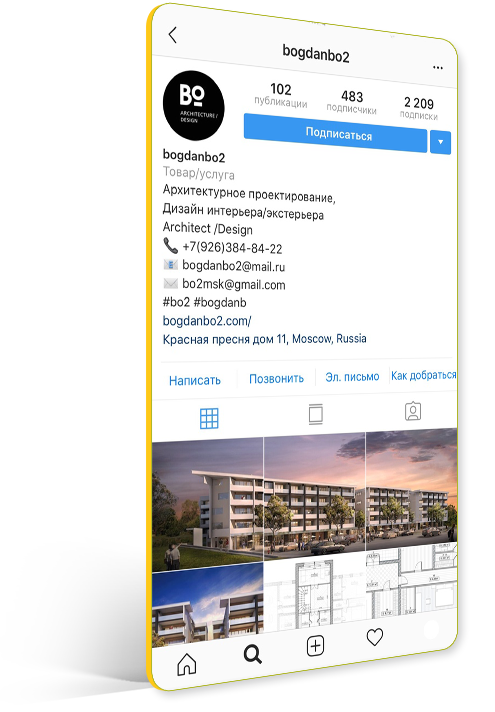 bogdanbo2
...
BO
ARCHITECTURE /
DESIGN
102 483 2 209
публикации подписчики подписки
Подписаться
bogdanbo2
Товар/услуга
Архитектурное проектирование,
Дизайн интерьера/экстерьера
Architect /Design
+7(926)384-84-22
bogdanbo2@mail.ru
bo2msk@gmail.com
#bo2 #bogdanb
bogdanbo2.com/
Красная пресня дом 11, Moscow, Russia
Написать Позвонить Эл. письмо Как добраться